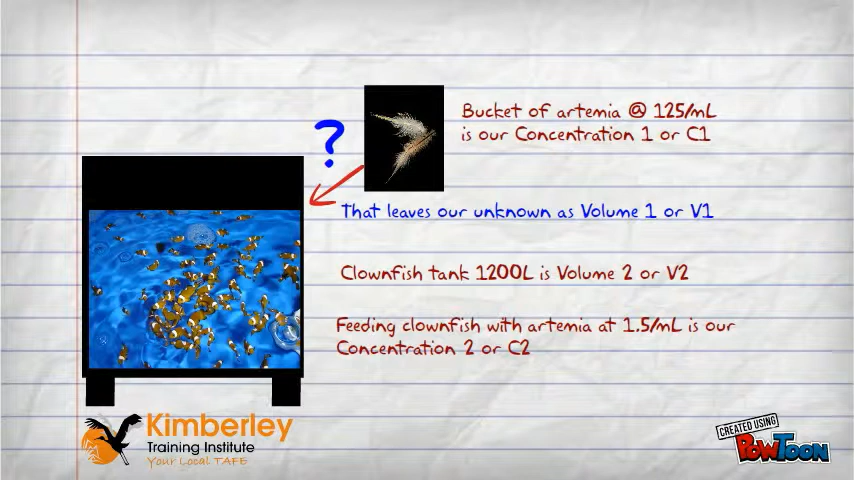 Bucket of artemia @ 125/mL
is our Concentration 1 or C1
?
That leaves our unknown as Volume 1 or V1
Clownfish tank 1200L is Volume 2 or V2
Feeding clownfish with artemia at 1.5/mL is our
Concentration 2 or C2
Kimberley
Training Institute
Your Local TAFE
CREATED USING
POWTOON